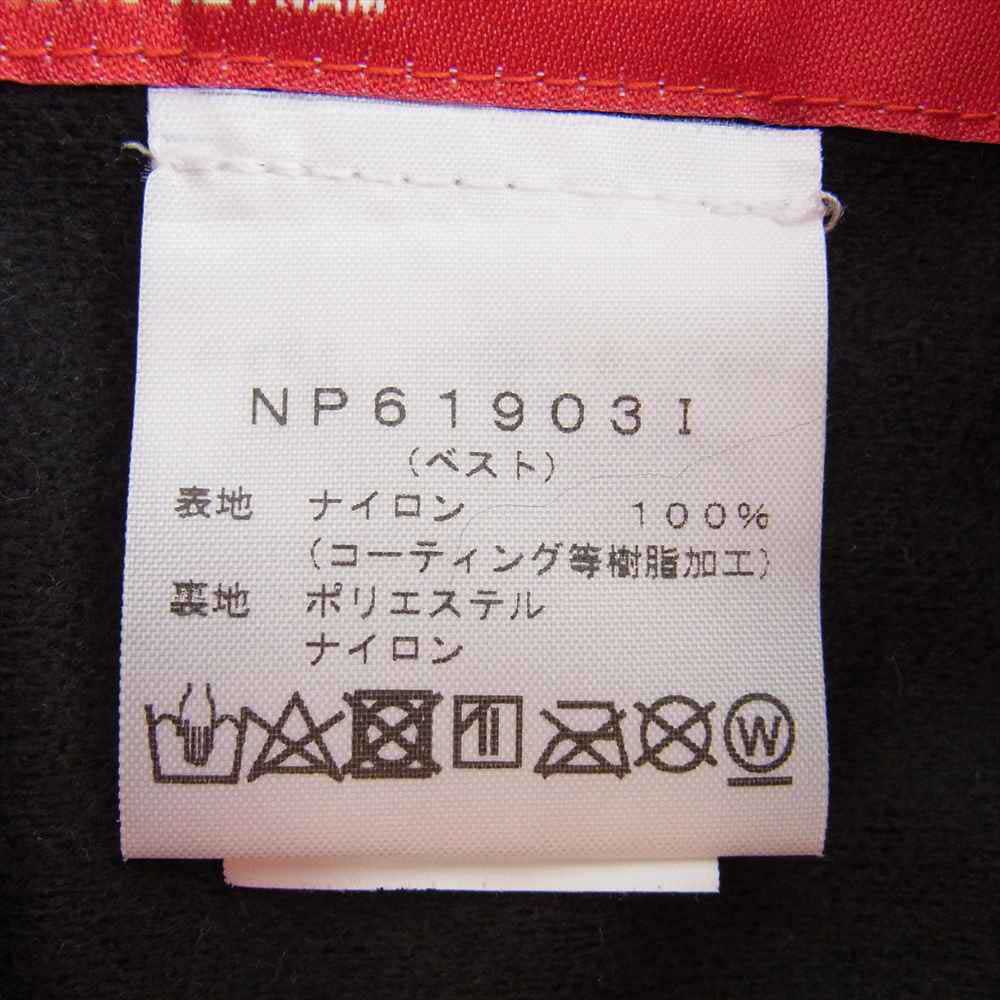 NP61903I
(ベスト)
表地 ナイロン 100%
(コーティング等樹脂加工)
裏地 ポリエステル
ナイロン
W